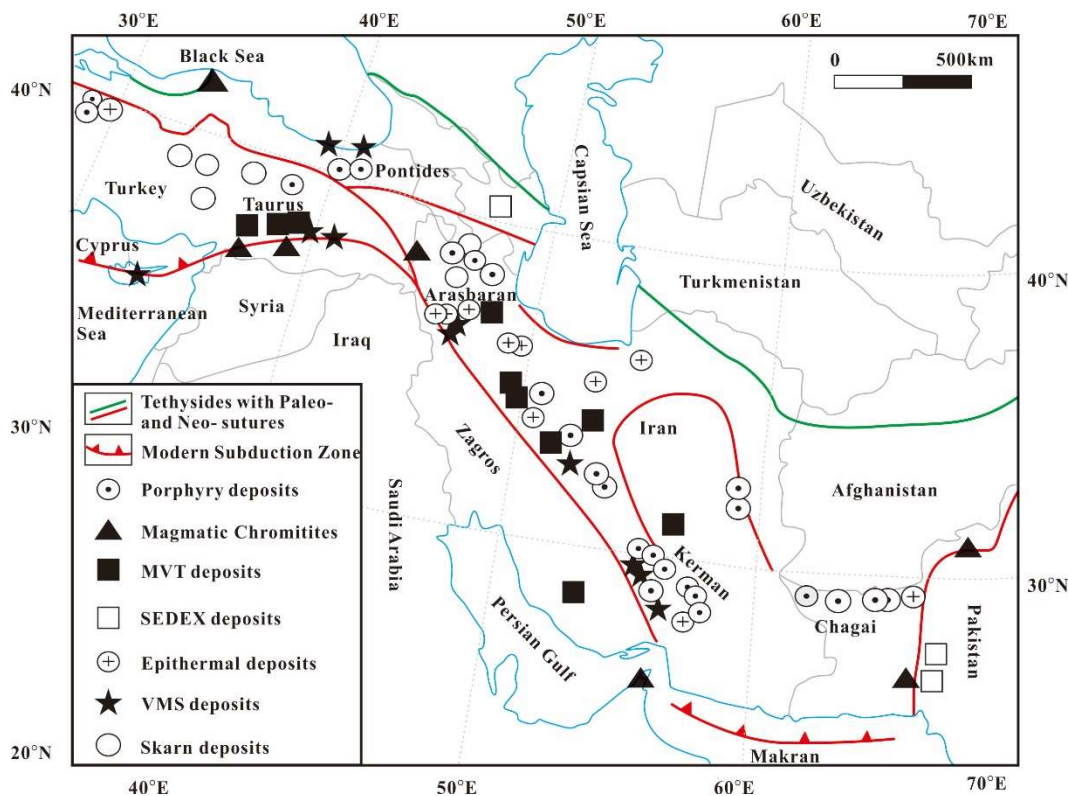 30°E
40°E
50°E
60°E
70°E
Black Sea
0
500km
40°N
Pontides
Capsian Sea
Uzbekistan
Turkey
Taurus
Cyprus
Turkmenistan
40°N
Arasbaran
Mediterranean
Sea
Syria
Iraq
Tethysides with Paleo-
and Neo- sutures
30°N
Iran
Modern Subduction Zone
Zagros
Porphyry deposits
Saudi Arabia
Afghanistan
Magmatic Chromitites
MVT deposits
Kerman
30°N
SEDEX deposits
Chagai
Pakistan
Persian Gulf
Epithermal deposits
VMS deposits
Skarn deposits
20°N
Makran
40°E
50°E
60°E
70°E